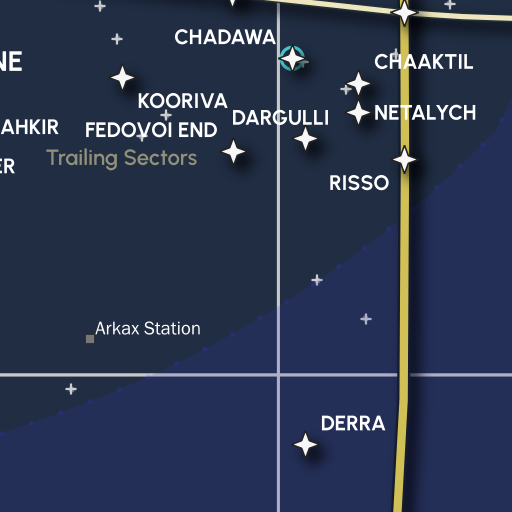 CHADAWA
NE
CHAAKTIL
KOORIVA
DARGULLI
NETALYCH
AHKIR
FEDOVOI END
Trailing Sectors
ER
RISSO
Arkax Station
DERRA